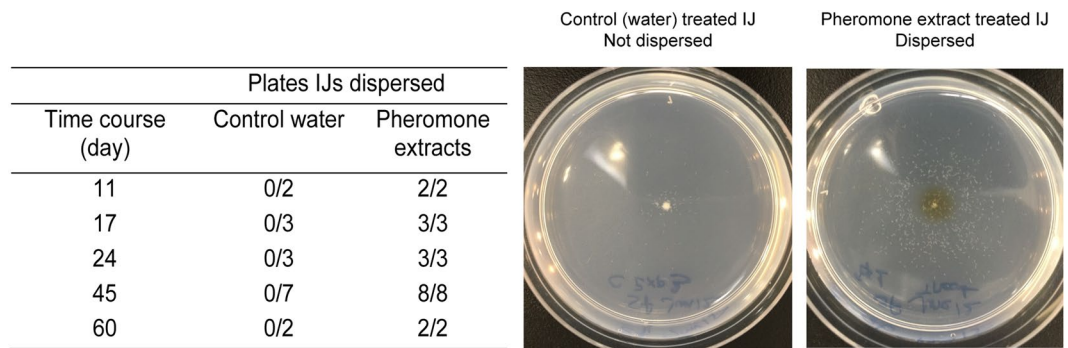 Control (water) treated IJ
Not dispersed
Pheromone extract treated IJ
Dispersed
Plates IJs dispersed
Time course (day) Control water Pheromone extracts
11 0/2 2/2
17 0/3 3/3
24 0/3 3/3
45 0/7 8/8
60 0/2 2/2